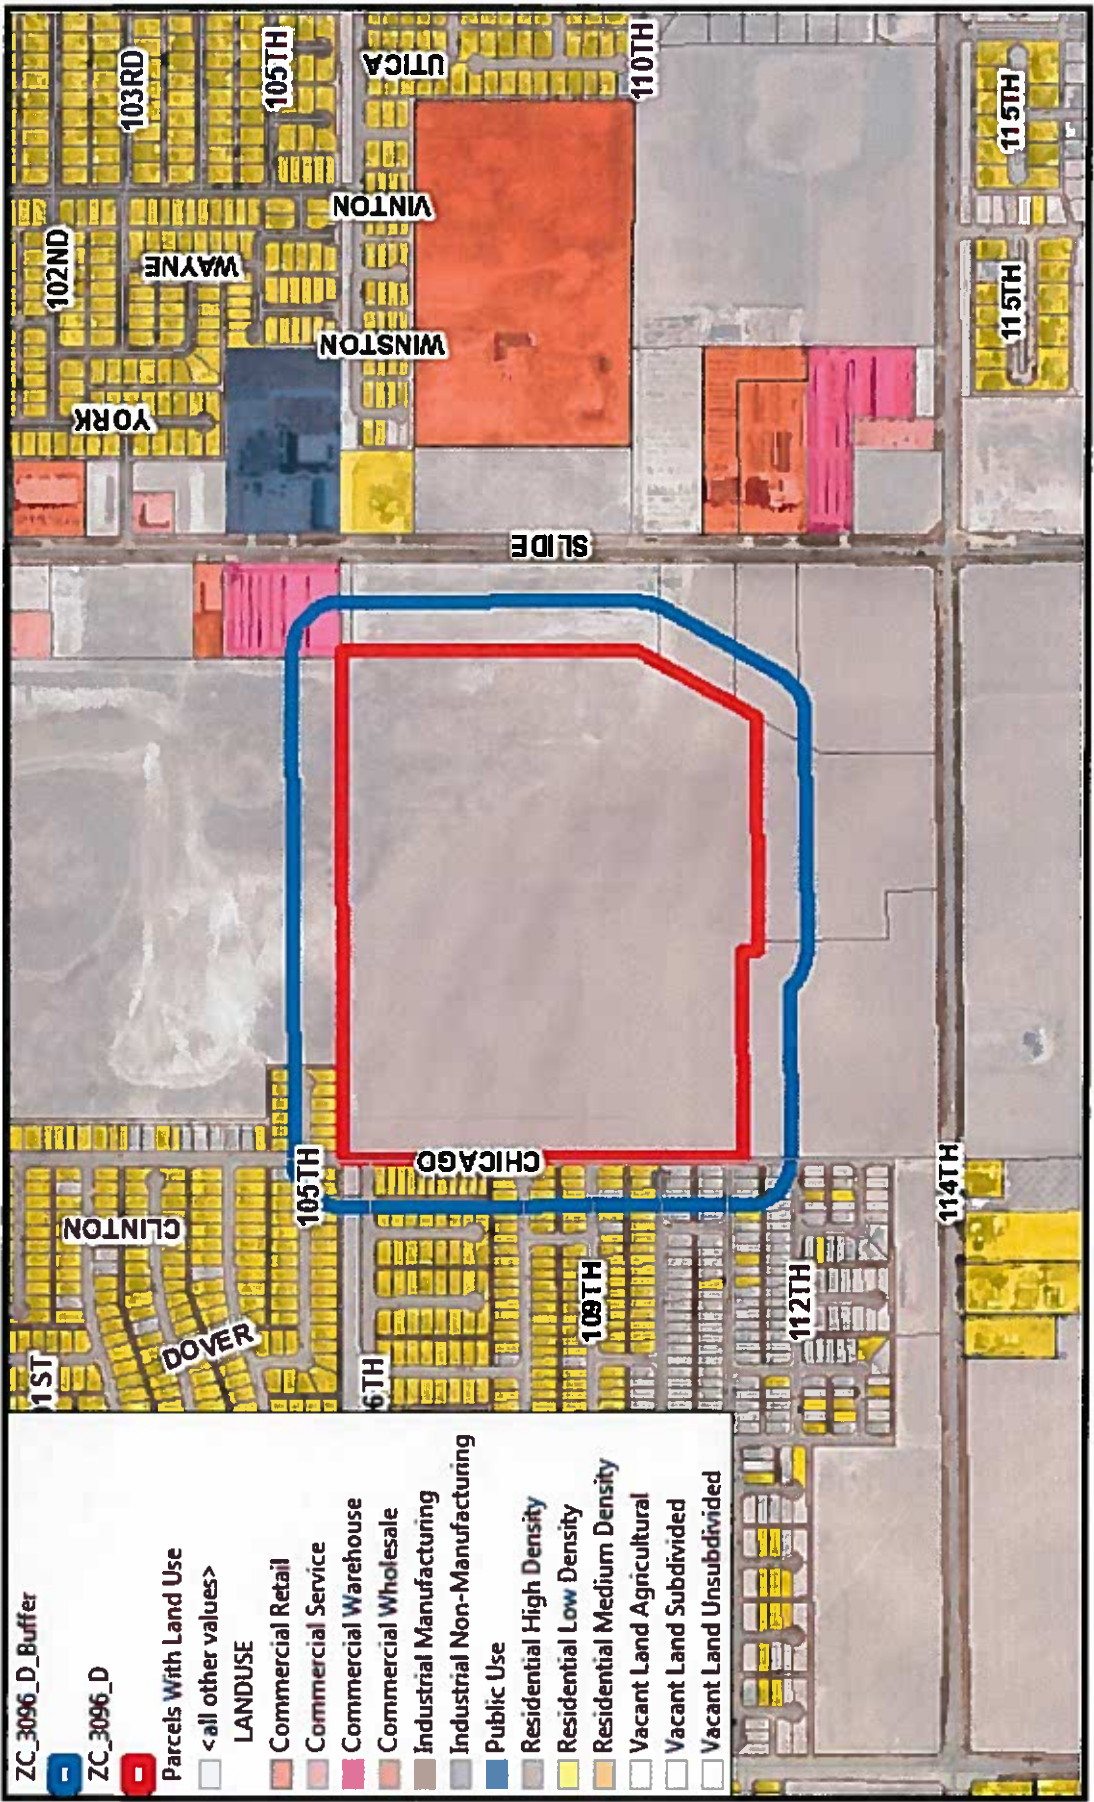 ZC_3096_D_Buffer
ZC_3096_D
Parcels With Land Use
<all other values>
LANDUSE
Commercial Retail
Commercial Service
Commercial Warehouse
Commercial Wholesale
Industrial Manufacturing
Industrial Non-Manufacturing
Public Use
Residential High Density
Residential Low Density
Residential Medium Density
Vacant Land Agricultural
Vacant Land Subdivided
Vacant Land Unsubdivided
1ST
DOVER
CLINTON
105TH
6TH
CHICAGO
109TH
112TH
114TH
SLIDE
YORK
102ND
WAYNE
103RD
105TH
WINSTON
VINTON
UTICA
110TH
115TH
115TH